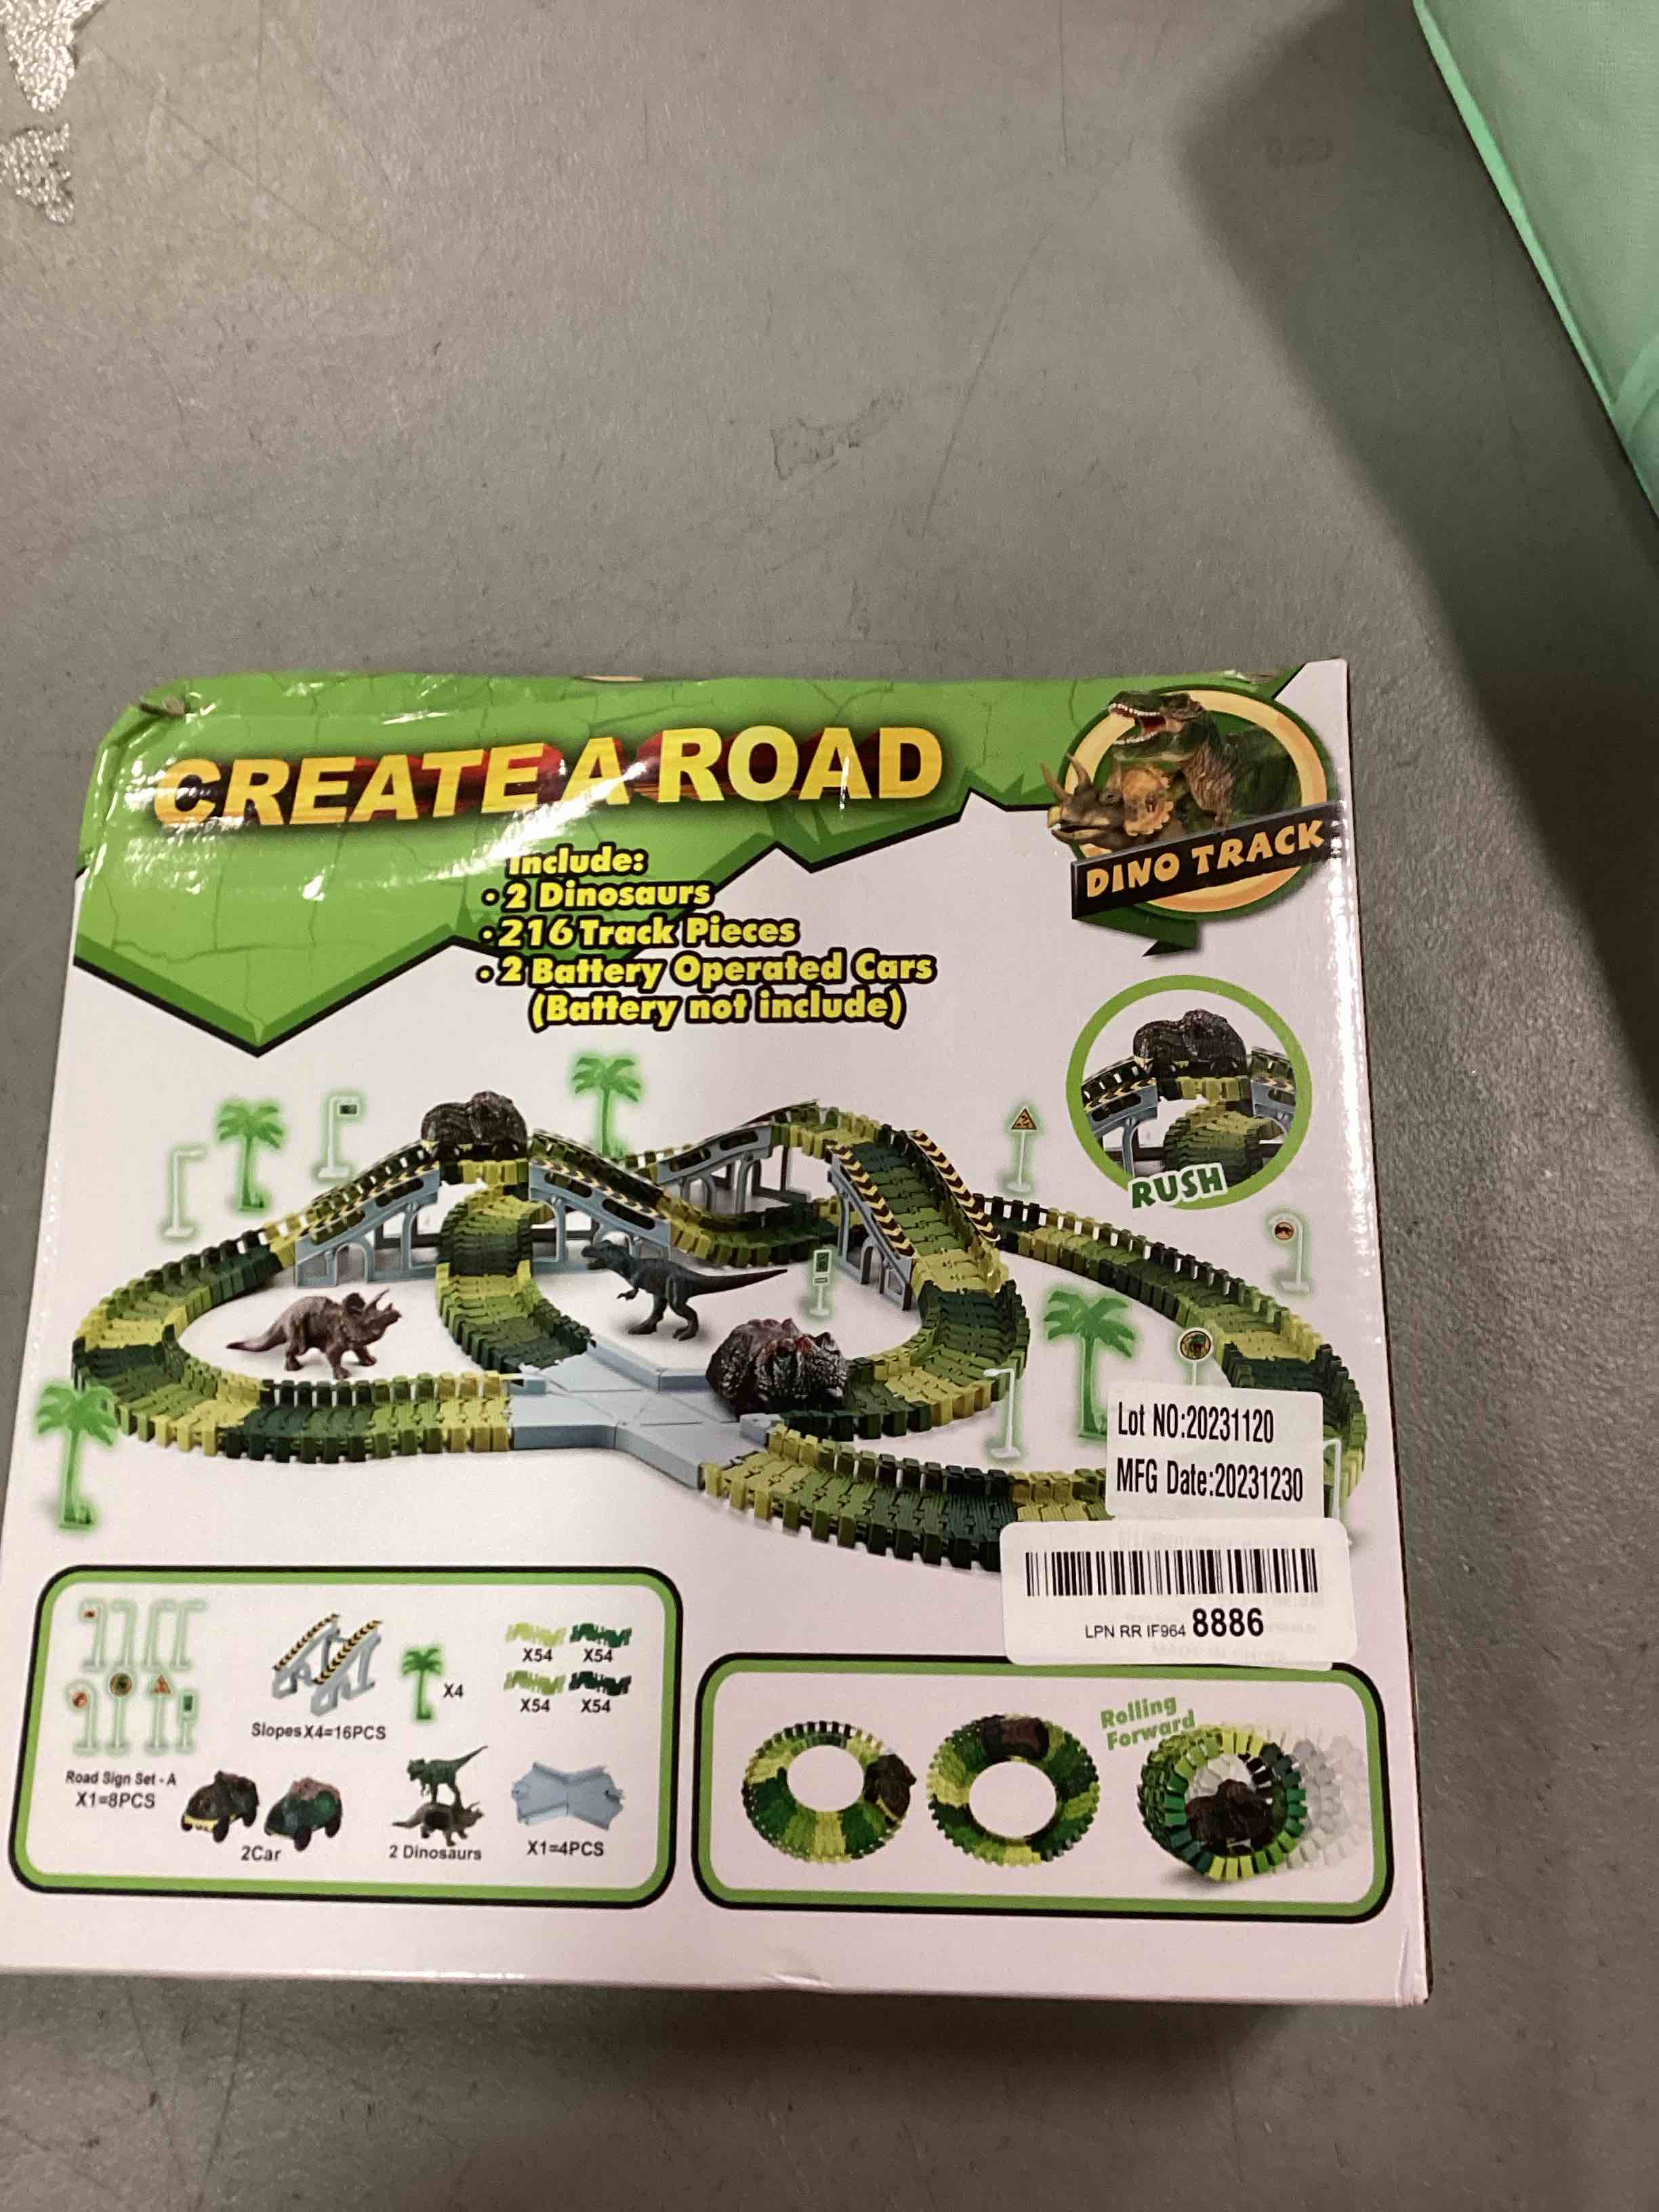 CREATE A ROAD
DINO TRACK
Include:
• 2 Dinosaurs
• 216 Track Pieces
• 2 Battery Operated Cars
(Battery not include)
RUSH
Lot NO:20231120
MFG Date:20231230
LPN RR IF964 8886
SlopesX4=16PCS
X4
X54 X54
X54 X54
Road Sign Set - A
X1=8PCS
2Car
2 Dinosaurs
X1=4PCS
Rolling
Forward